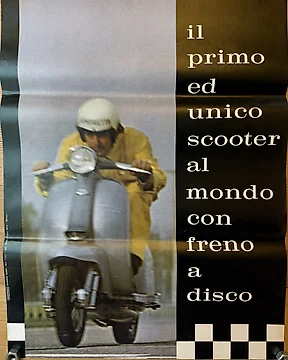 il
primo
ed
unico
scooter
al
mondo
con
freno
a
disco